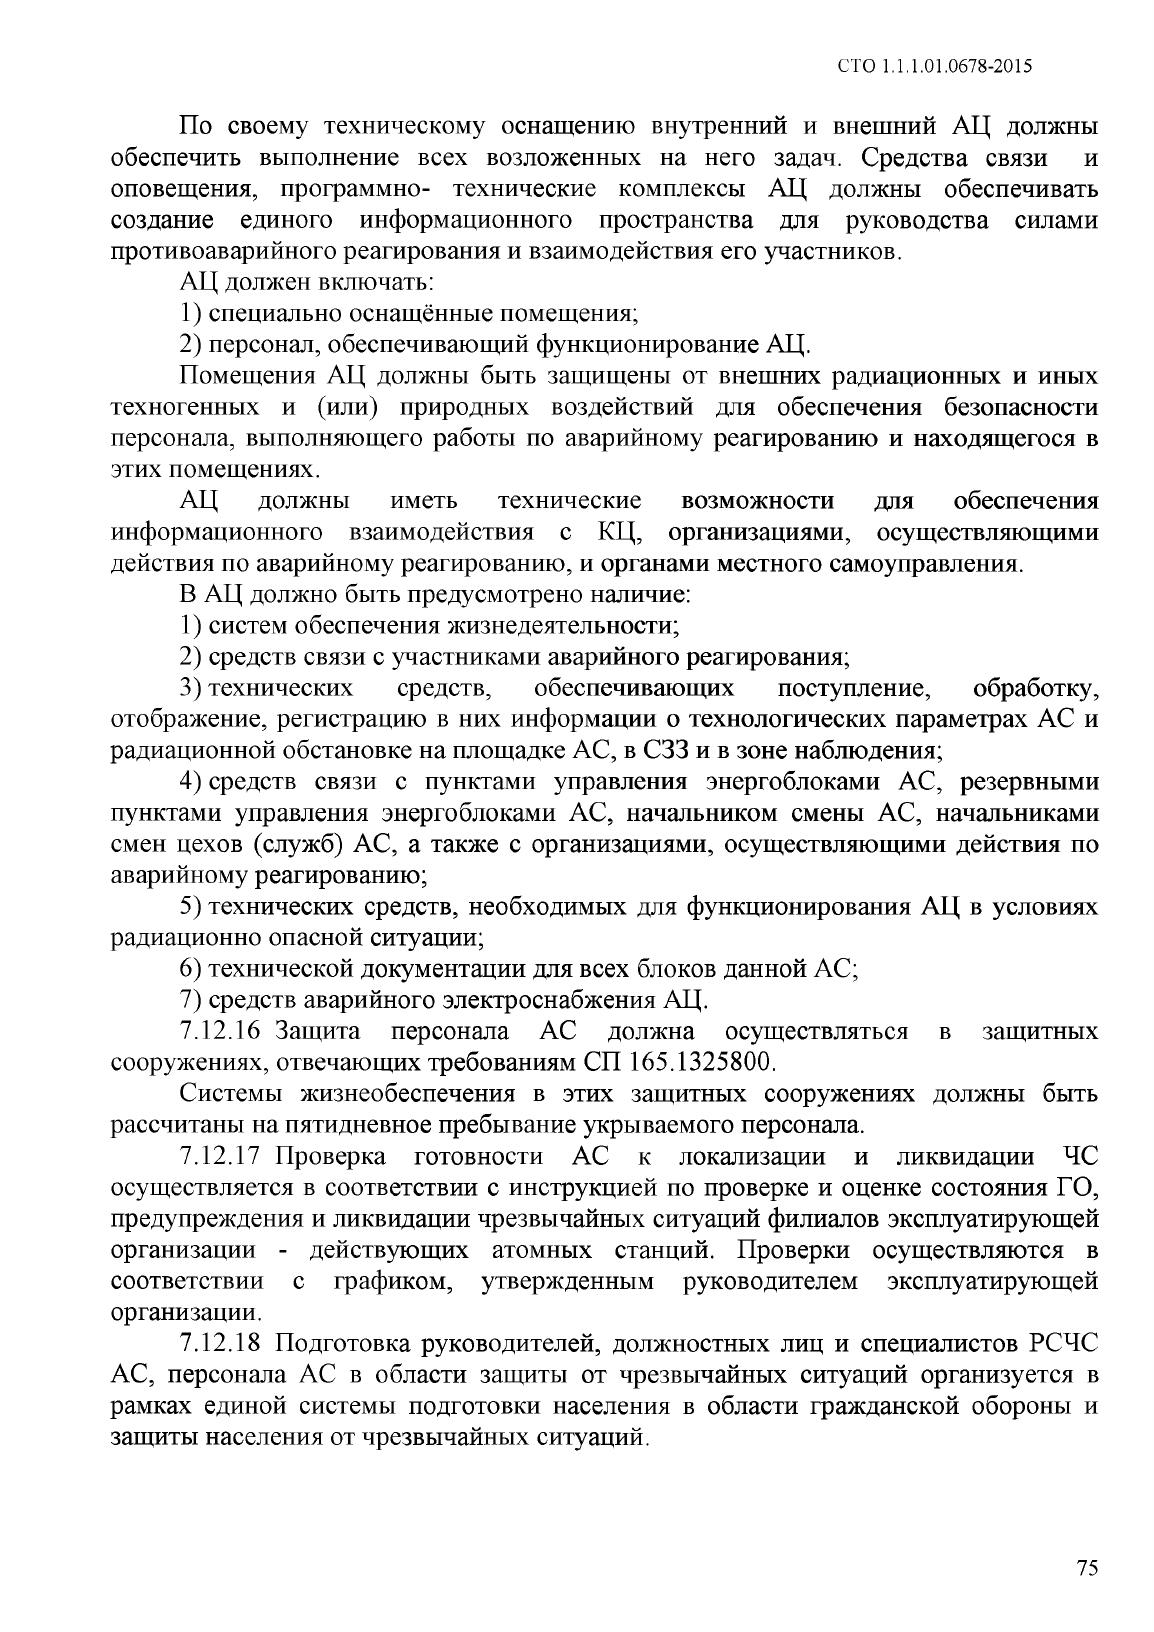 СТО 1.1.1.01.0678-2015
По своему техническому оснащению внутренний и внешний АЦ должны
обеспечить выполнение всех возложенных на него задач. Средства связи и
оповещения, программно- технические комплексы АЦ должны обеспечивать
создание единого информационного пространства для руководства силами
противоаварийного реагирования и взаимодействия его участников.
АЦ должен включать:
1) специально оснащённые помещения;
2) персонал, обеспечивающий функционирование АЦ.
Помещения АЦ должны быть защищены от внешних радиационных и иных
техногенных и (или) природных воздействий для обеспечения безопасности
персонала, выполняющего работы по аварийному реагированию и находящегося в
этих помещениях.
АЦ должны иметь технические возможности для обеспечения
информационного взаимодействия с КЦ, организациями, осуществляющими
действия по аварийному реагированию, и органами местного самоуправления.
В АЦ должно быть предусмотрено наличие:
1) систем обеспечения жизнедеятельности;
2) средств связи с участниками аварийного реагирования;
3) технических средств, обеспечивающих поступление, обработку,
отображение, регистрацию в них информации о технологических параметрах АС и
радиационной обстановке на площадке АС, в СЗЗ и в зоне наблюдения;
4) средств связи с пунктами управления энергоблоками АС, резервными
пунктами управления энергоблоками АС, начальником смены АС, начальниками
смен цехов (служб) АС, а также с организациями, осуществляющими действия по
аварийному реагированию;
5) технических средств, необходимых для функционирования АЦ в условиях
радиационно опасной ситуации;
6) технической документации для всех блоков данной АС;
7) средств аварийного электроснабжения АЦ.
7.12.16 Защита персонала АС должна осуществляться в защитных
сооружениях, отвечающих требованиям СП 165.1325800.
Системы жизнеобеспечения в этих защитных сооружениях должны быть
рассчитаны на пятидневное пребывание укрываемого персонала.
7.12.17 Проверка готовности АС к локализации и ликвидации ЧС
осуществляется в соответствии с инструкцией по проверке и оценке состояния ГО,
предупреждения и ликвидации чрезвычайных ситуаций филиалов эксплуатирующей
организации - действующих атомных станций. Проверки осуществляются в
соответствии с графиком, утвержденным руководителем эксплуатирующей
организации.
7.12.18 Подготовка руководителей, должностных лиц и специалистов РСЧС
АС, персонала АС в области защиты от чрезвычайных ситуаций организуется в
рамках единой системы подготовки населения в области гражданской обороны и
защиты населения от чрезвычайных ситуаций.
75